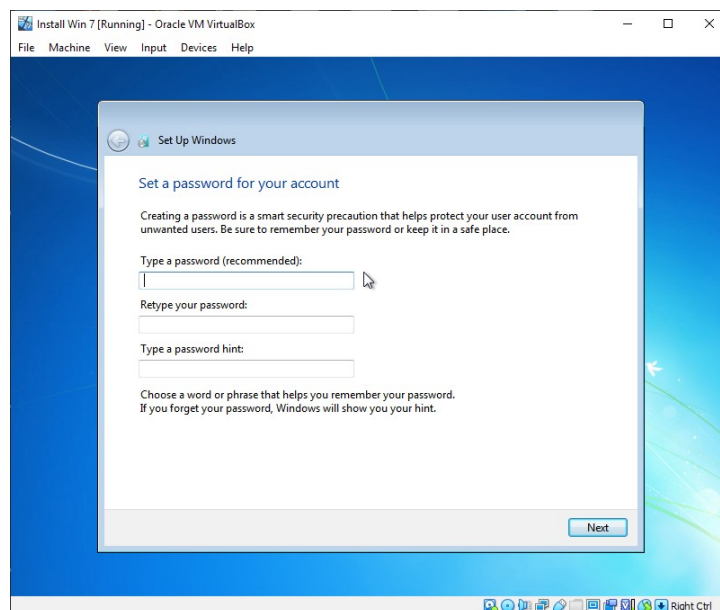 Install Win 7 [Running] - Oracle VM VirtualBox
File Machine View Input Devices Help
Set Up Windows
Set a password for your account
Creating a password is a smart security precaution that helps protect your user account from
unwanted users. Be sure to remember your password or keep it in a safe place.
Type a password (recommended):
Retype your password:
Type a password hint:
Choose a word or phrase that helps you remember your password.
If you forget your password, Windows will show you your hint.
Next
Right Ctrl